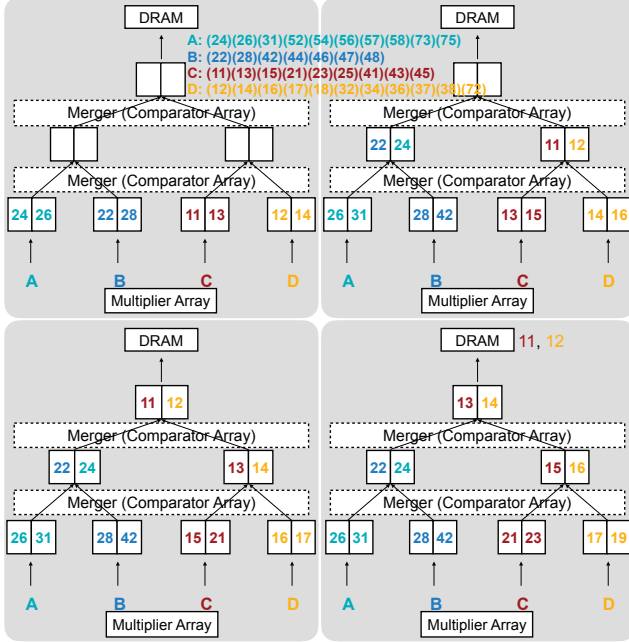 DRAM
DRAM
A: (24)(26)(31)(52)(54)(56)(57)(58)(73)(75)
B: (22)(28)(42)(44)(46)(47)(48)
C: (11)(13)(15)(21)(23)(25)(41)(43)(45)
D: (12)(14)(16)(17)(18)(32)(34)(36)(37)(38)(72)
Merger (Comparator Array)
Merger (Comparator Array)
22 24 11 12
Merger (Comparator Array)
Merger (Comparator Array)
24 26 22 28 11 13 12 14
26 31 28 42 13 15 14 16
A B C D
A B C D
Multiplier Array
Multiplier Array
DRAM
DRAM 11, 12
11 12
13 14
Merger (Comparator Array)
Merger (Comparator Array)
22 24 13 14
22 24 15 16
Merger (Comparator Array)
Merger (Comparator Array)
26 31 28 42 15 21 16 17
26 31 28 42 21 23 17 19
A B C D
A B C D
Multiplier Array
Multiplier Array